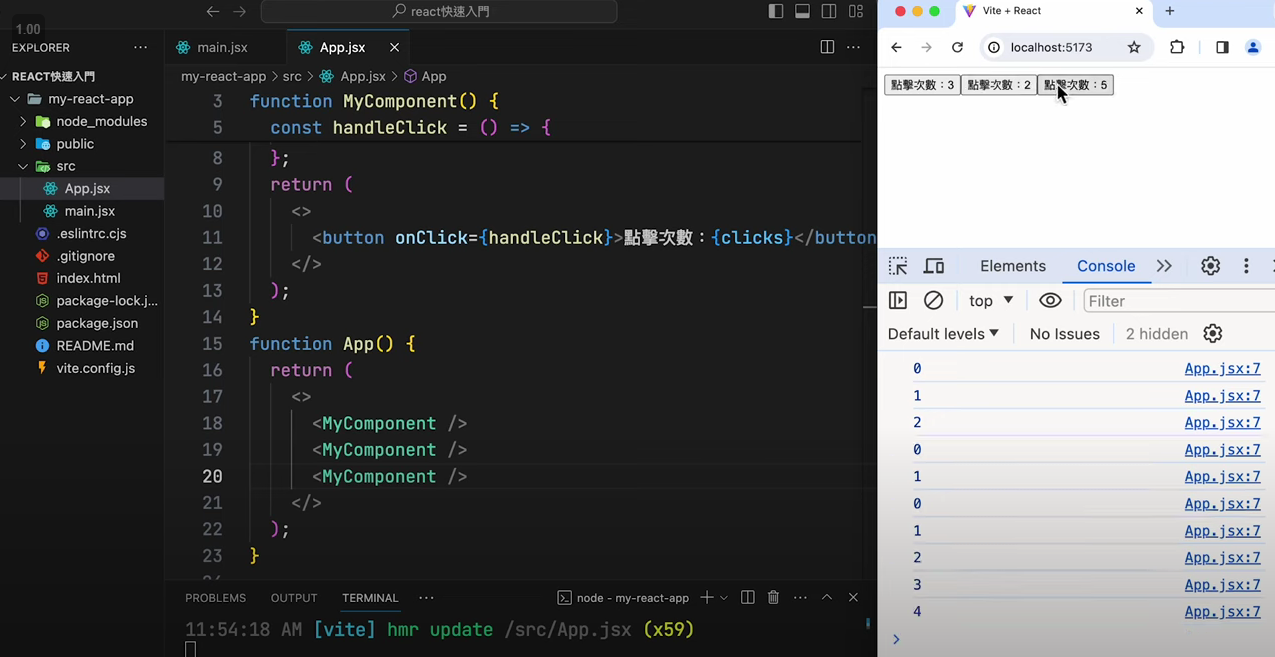 react快速入門
1.00
EXPLORER
REACT快速入門
my-react-app
node_modules
public
src
App.jsx
main.jsx
.eslintrc.cjs
.gitignore
index.html
package-lock.j...
package.json
README.md
vite.config.js
main.jsx
App.jsx
my-react-app > src > App.jsx > App
3 function MyComponent() {
5 const handleClick = () => {
8 };
9 return (
10 <>
11 <button onClick={handleClick}>點擊次數：{clicks}</button
12 </>
13 );
14 }
15 function App() {
16 return (
17 <>
18 <MyComponent />
19 <MyComponent />
20 <MyComponent />
21 </>
22 );
23 }
PROBLEMS OUTPUT TERMINAL ...
node - my-react-app
11:54:18 AM [vite] hmr update /src/App.jsx (x59)
Vite + React
localhost:5173
點擊次數：3 點擊次數：2 點擊次數：5
Elements Console
top Filter
Default levels No Issues 2 hidden
0 App.jsx:7
1 App.jsx:7
2 App.jsx:7
0 App.jsx:7
1 App.jsx:7
0 App.jsx:7
1 App.jsx:7
2 App.jsx:7
3 App.jsx:7
4 App.jsx:7